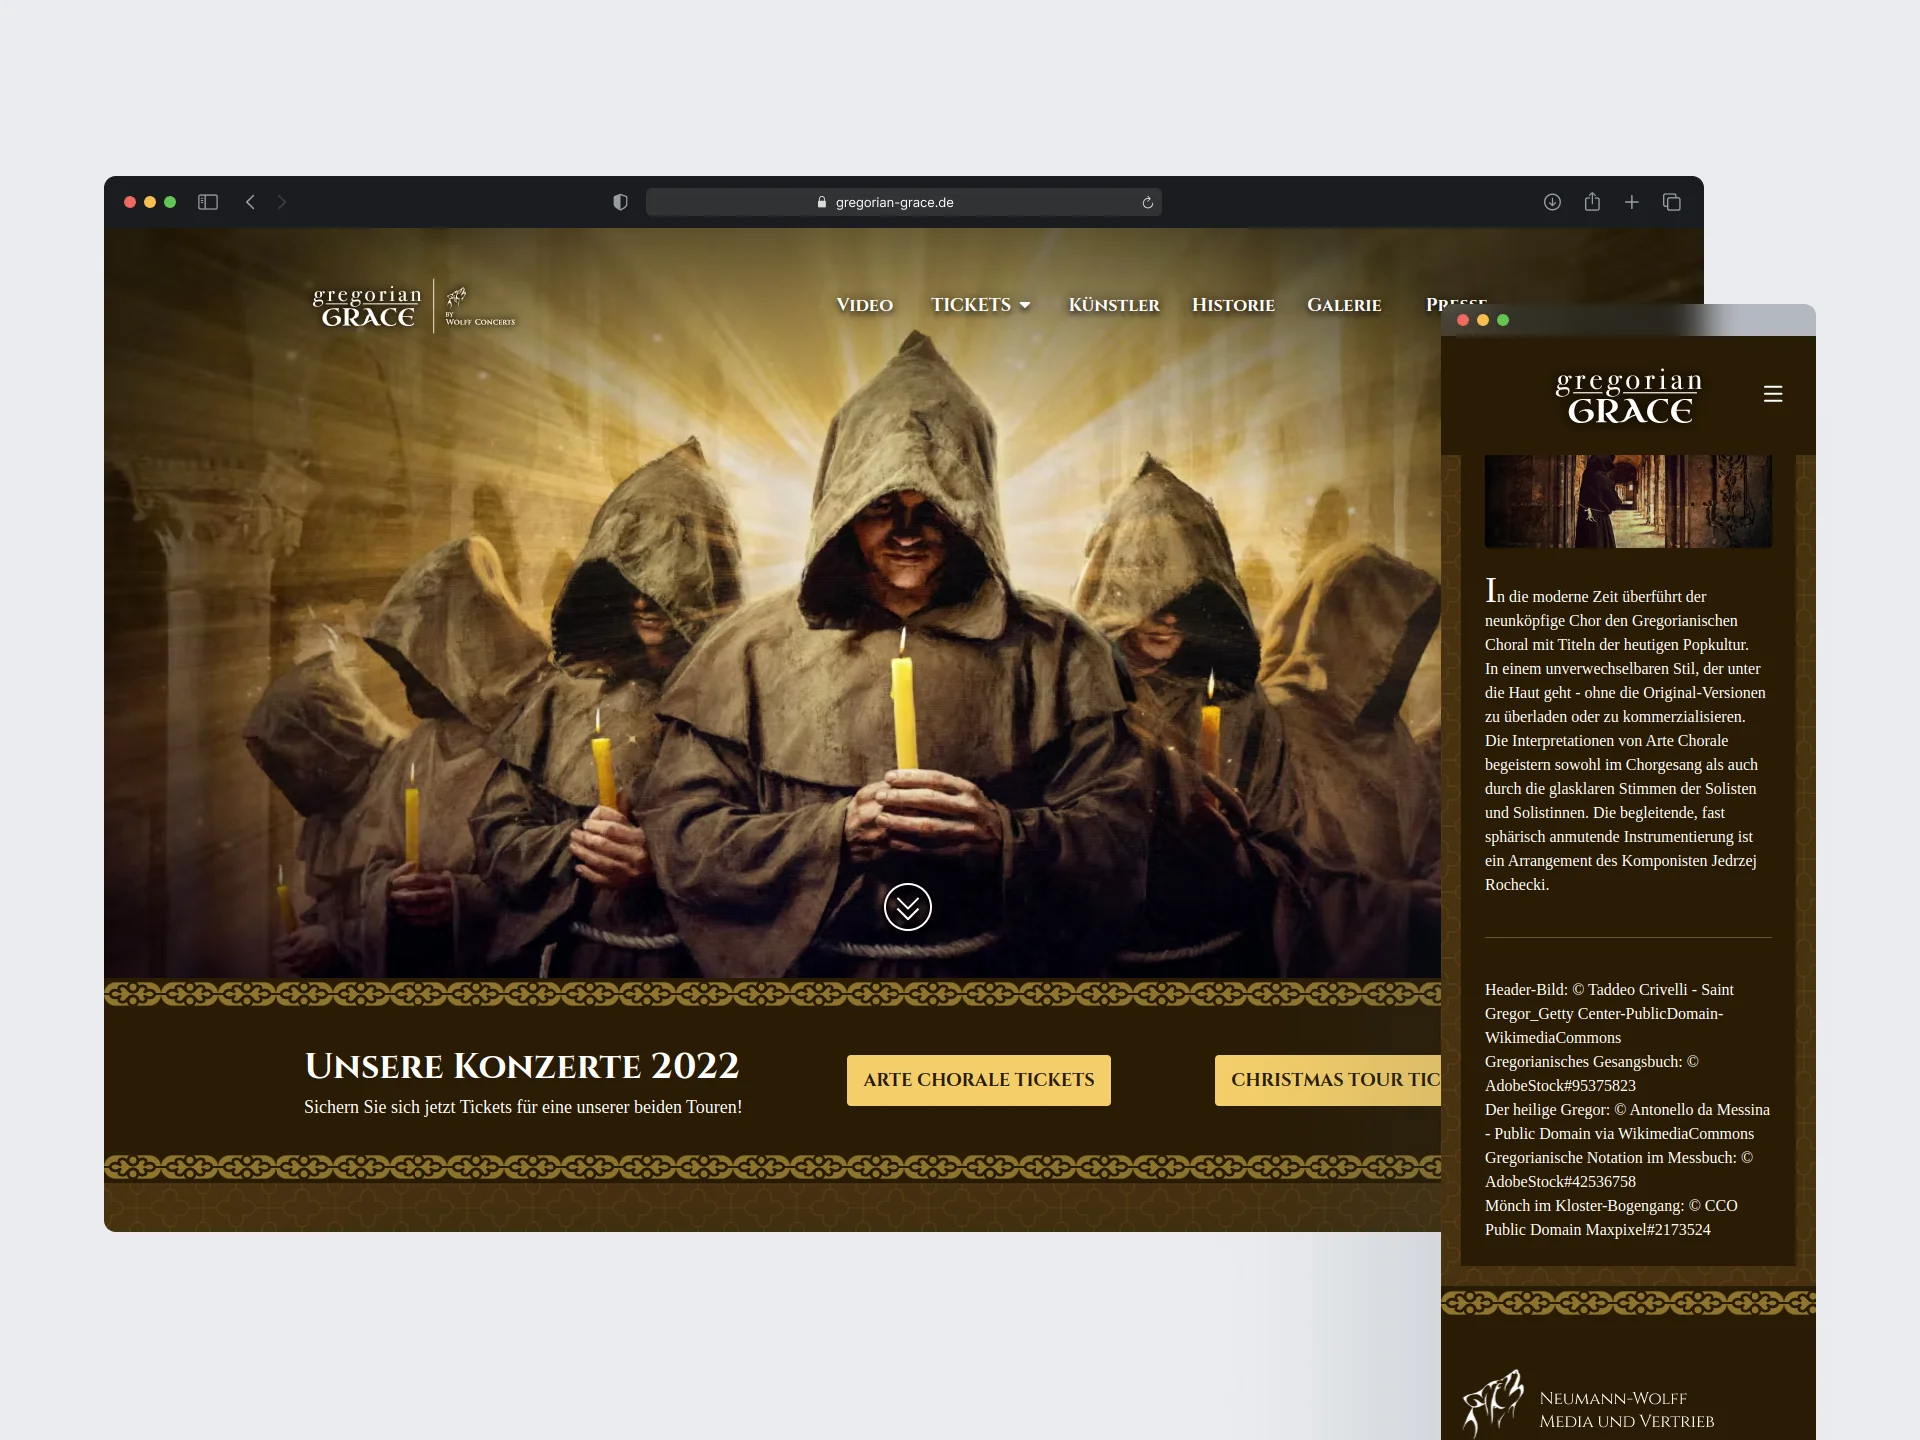 gregorian-grace.de
gregorian
GRACE
BY
WOLFF CONCERTS
VIDEO
TICKETS
KÜNSTLER
HISTORIE
GALERIE
PRESSE
UNSERE KONZERTE 2022
Sichern Sie sich jetzt Tickets für eine unserer beiden Touren!
ARTE CHORALE TICKETS
CHRISTMAS TOUR TIC
gregorian
GRACE
In die moderne Zeit überführt der
neunköpfige Chor den Gregorianischen
Choral mit Titeln der heutigen Popkultur.
In einem unverwechselbaren Stil, der unter
die Haut geht - ohne die Original-Versionen
zu überladen oder zu kommerzialisieren.
Die Interpretationen von Arte Chorale
begeistern sowohl im Chorgesang als auch
durch die glasklaren Stimmen der Solisten
und Solistinnen. Die begleitende, fast
sphärisch anmutende Instrumentierung ist
ein Arrangement des Komponisten Jedrzej
Rochecki.
Header-Bild: © Taddeo Crivelli - Saint
Gregor_Getty Center-PublicDomain-
WikimediaCommons
Gregorianisches Gesangsbuch: ©
AdobeStock#95375823
Der heilige Gregor: © Antonello da Messina
- Public Domain via WikimediaCommons
Gregorianische Notation im Messbuch: ©
AdobeStock#42536758
Mönch im Kloster-Bogengang: © CCO
Public Domain Maxpixel#2173524
NEUMANN-WOLFF
MEDIA UND VERTRIEB